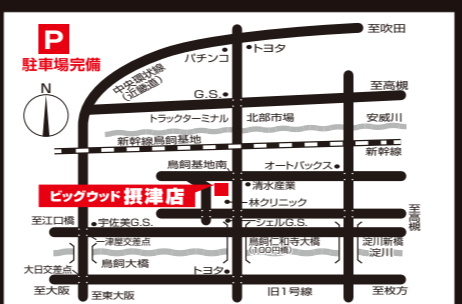 P
駐車場完備
至吹田
パチンコ
トヨタ
中央環状線
(近畿道)
G.S.
至高槻
トラックターミナル
北部市場
安威川
新幹線鳥飼基地
新幹線
鳥飼基地南
オートバックス
ビッグウッド 摂津店
清水産業
林クリニック
至江口橋
宇佐美G.S.
シェルG.S.
至高槻
一津屋交差点
鳥飼仁和寺大橋
(100円橋)
淀川新橋
淀川
鳥飼大橋
大日交差点
トヨタ
至大阪
至東大阪
旧1号線
至枚方
N